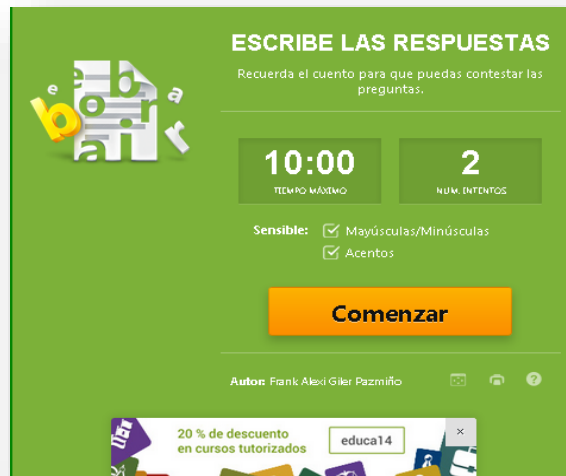 ESCRIBE LAS RESPUESTAS
Recuerda el cuento para que puedas contestar las
preguntas.
10:00
TIEMPO MÁXIMO
2
NUM. INTENTOS
Sensible: Mayúsculas/Minúsculas
Acentos
Comenzar
Autor: Frank Alexi Giler Pazmiño
20 % de descuento
en cursos tutorizados
educa14